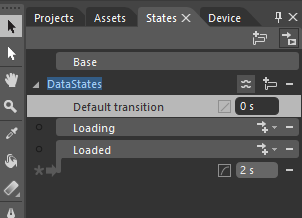 Projects Assets States Device
Base
DataStates
Default transition 0 s
Loading
Loaded
2 s